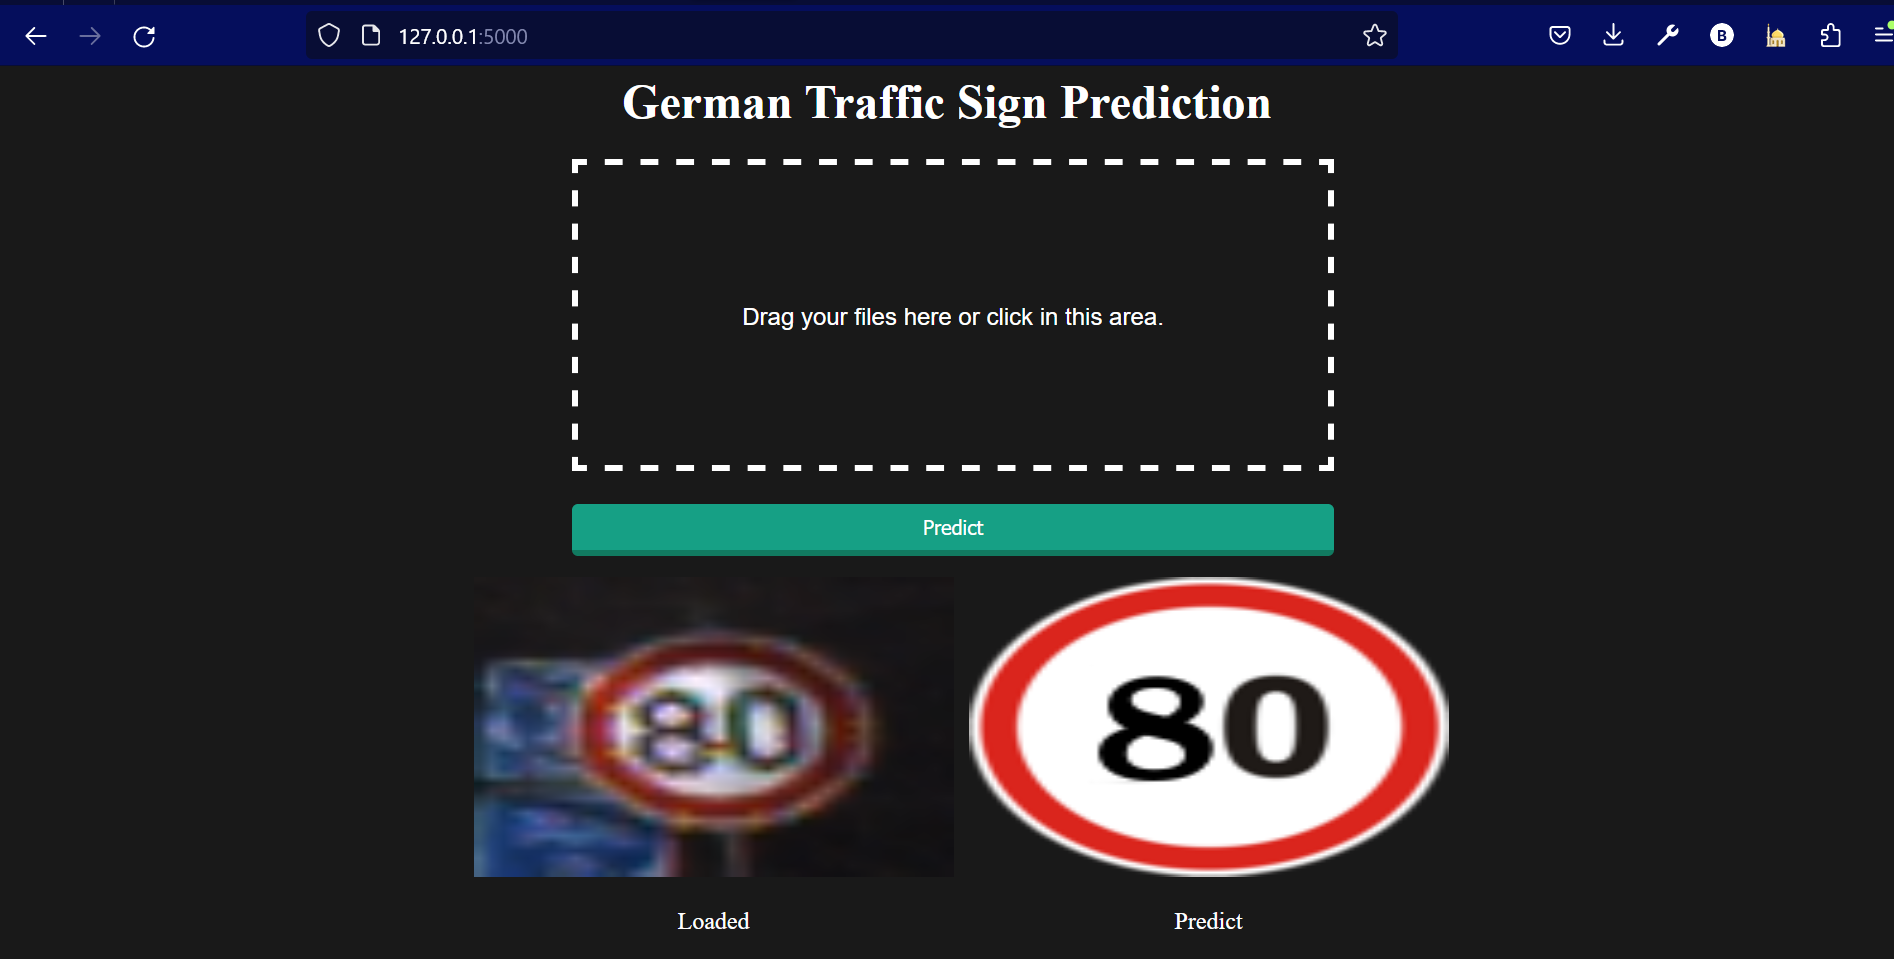 127.0.0.1:5000
B
German Traffic Sign Prediction
Drag your files here or click in this area.
Predict
80
80
Loaded
Predict